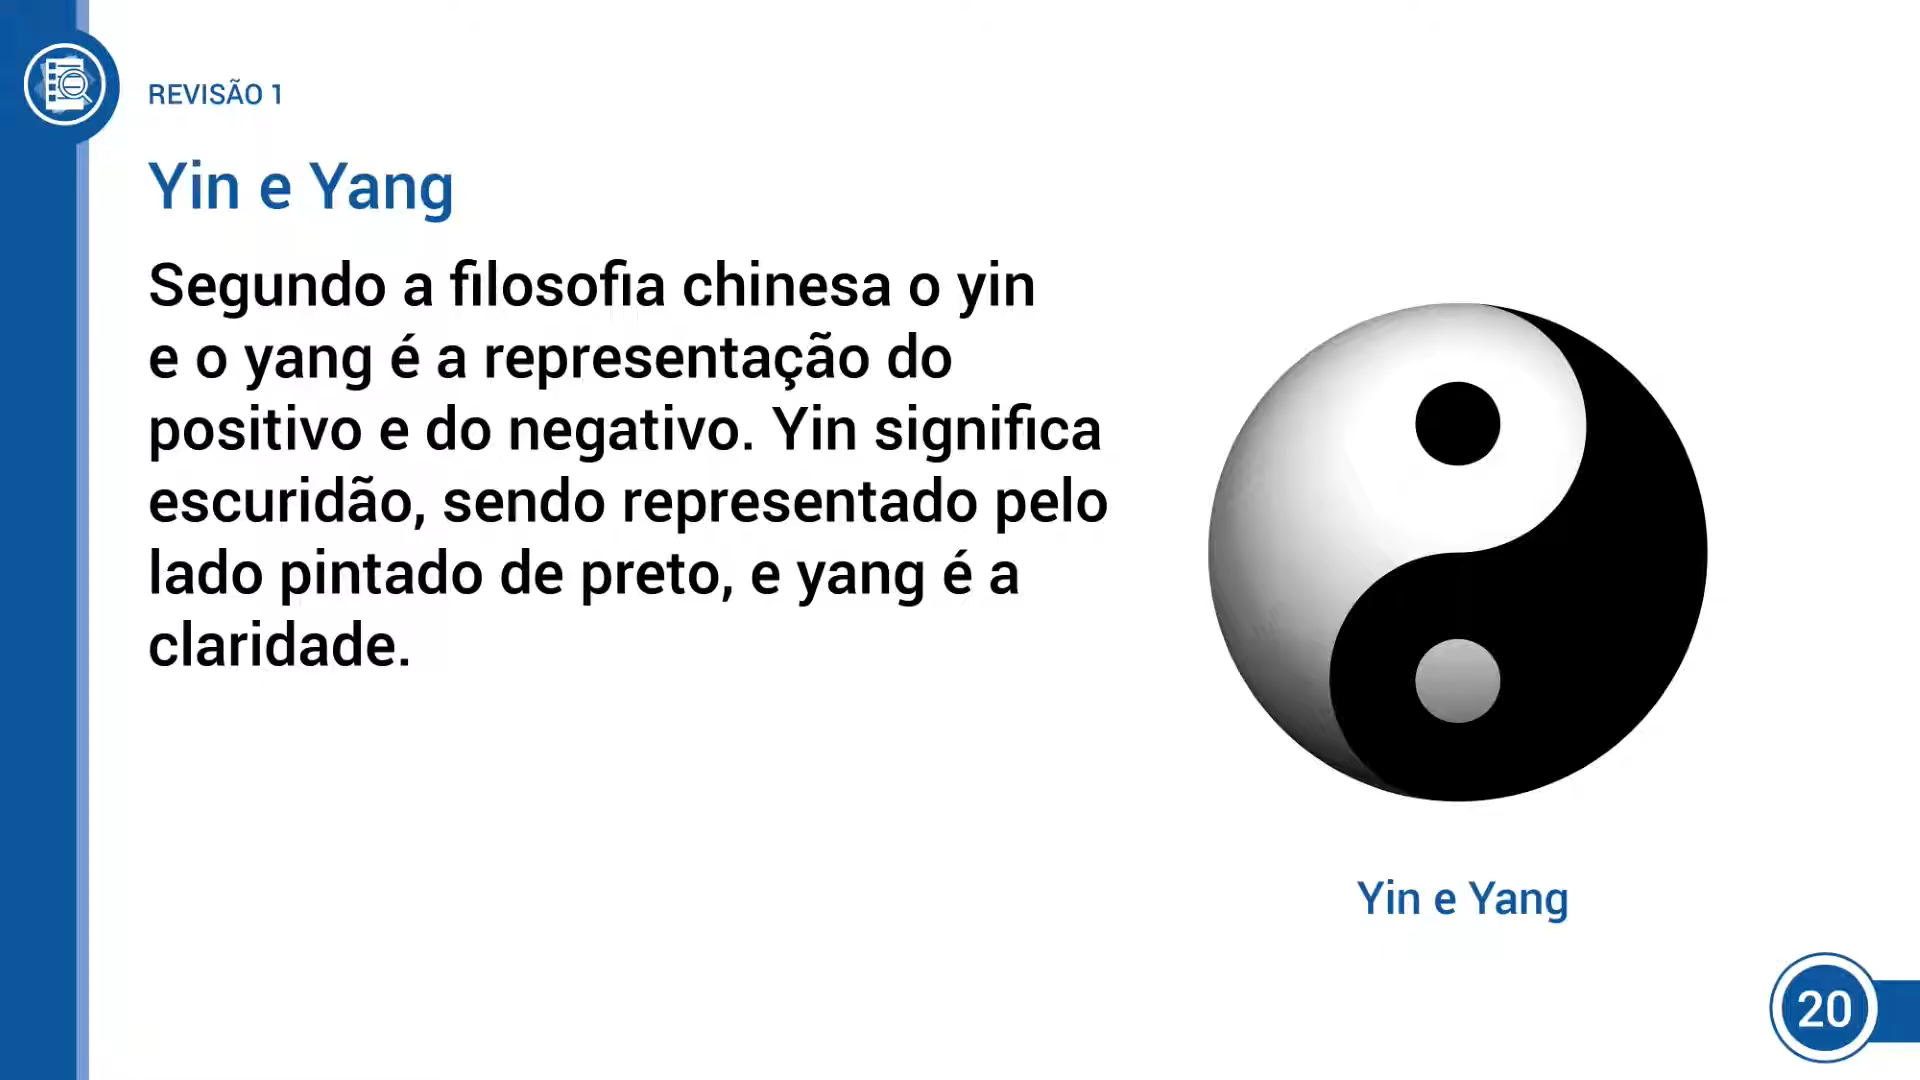 REVISÃO 1
Yin e Yang
Segundo a filosofia chinesa o yin
e o yang é a representação do
positivo e do negativo. Yin significa
escuridão, sendo representado pelo
lado pintado de preto, e yang é a
claridade.
Yin e Yang
20